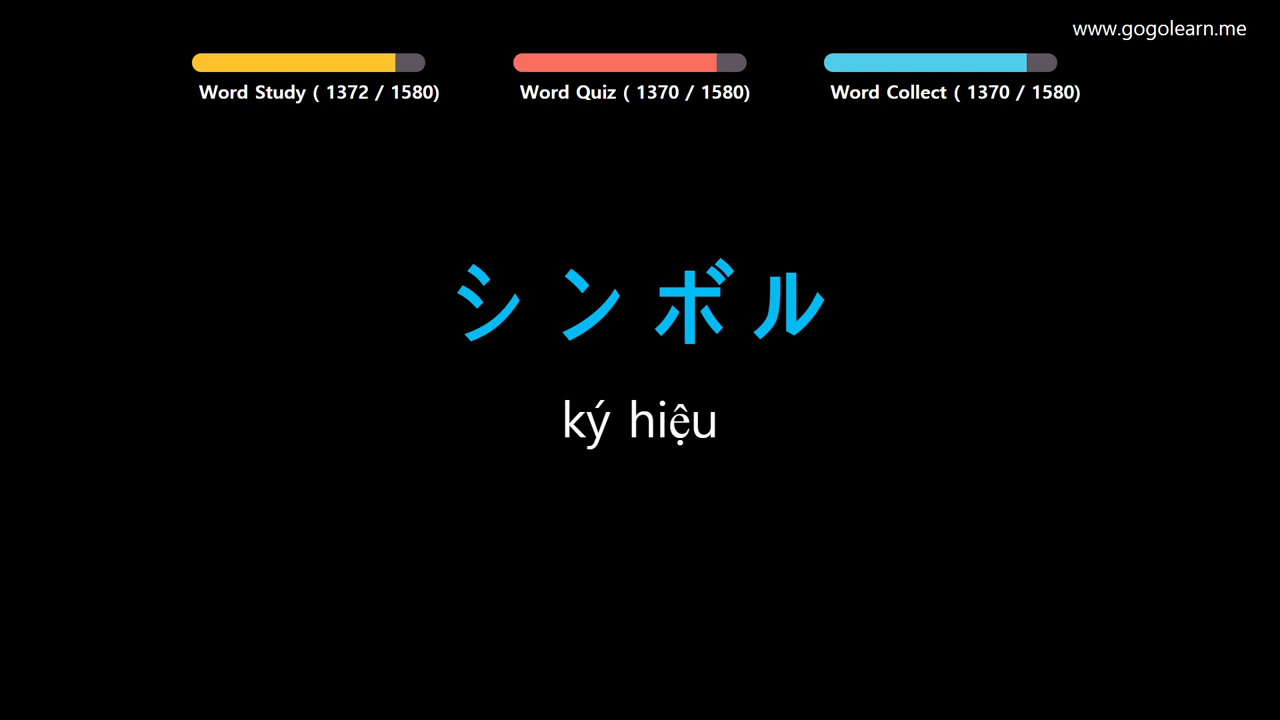 www.gogolearn.me
Word Study ( 1372 / 1580)
Word Quiz ( 1370 / 1580)
Word Collect ( 1370 / 1580)
シンボル
ký hiệu